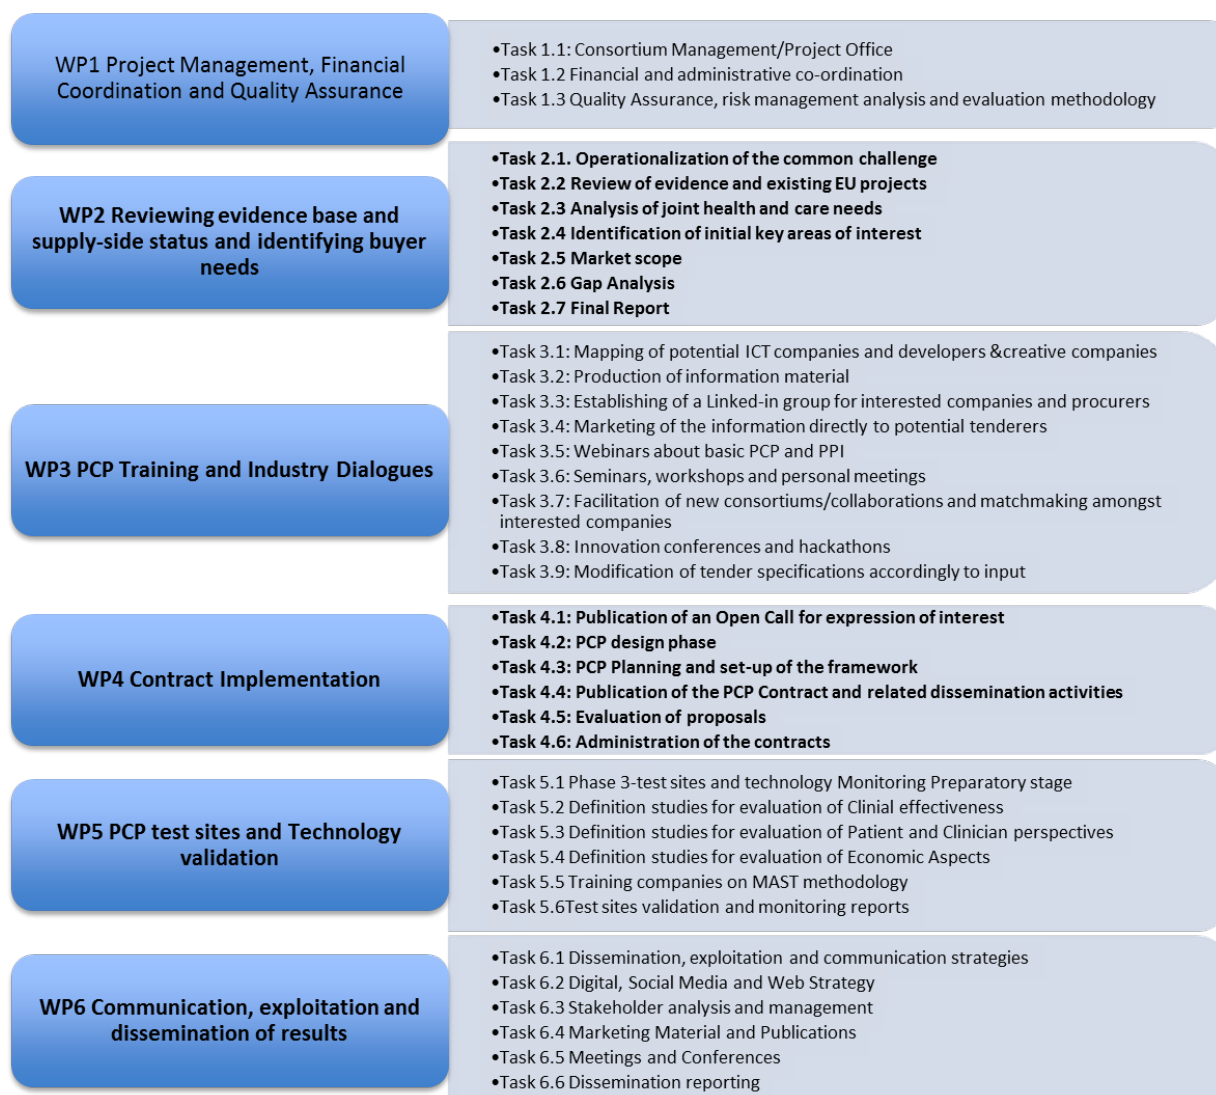 WP1 Project Management, Financial
Coordination and Quality Assurance
•Task 1.1: Consortium Management/Project Office
•Task 1.2 Financial and administrative co-ordination
•Task 1.3 Quality Assurance, risk management analysis and evaluation methodology
WP2 Reviewing evidence base and
supply-side status and identifying buyer
needs
•Task 2.1. Operationalization of the common challenge
•Task 2.2 Review of evidence and existing EU projects
•Task 2.3 Analysis of joint health and care needs
•Task 2.4 Identification of initial key areas of interest
•Task 2.5 Market scope
•Task 2.6 Gap Analysis
•Task 2.7 Final Report
WP3 PCP Training and Industry Dialogues
•Task 3.1: Mapping of potential ICT companies and developers &creative companies
•Task 3.2: Production of information material
•Task 3.3: Establishing of a Linked-in group for interested companies and procurers
•Task 3.4: Marketing of the information directly to potential tenderers
•Task 3.5: Webinars about basic PCP and PPI
•Task 3.6: Seminars, workshops and personal meetings
•Task 3.7: Facilitation of new consortiums/collaborations and matchmaking amongst
interested companies
•Task 3.8: Innovation conferences and hackathons
•Task 3.9: Modification of tender specifications accordingly to input
WP4 Contract Implementation
•Task 4.1: Publication of an Open Call for expression of interest
•Task 4.2: PCP design phase
•Task 4.3: PCP Planning and set-up of the framework
•Task 4.4: Publication of the PCP Contract and related dissemination activities
•Task 4.5: Evaluation of proposals
•Task 4.6: Administration of the contracts
WP5 PCP test sites and Technology
validation
•Task 5.1 Phase 3-test sites and technology Monitoring Preparatory stage
•Task 5.2 Definition studies for evaluation of Clinial effectiveness
•Task 5.3 Definition studies for evaluation of Patient and Clinician perspectives
•Task 5.4 Definition studies for evaluation of Economic Aspects
•Task 5.5 Training companies on MAST methodology
•Task 5.6Test sites validation and monitoring reports
WP6 Communication, exploitation and
dissemination of results
•Task 6.1 Dissemination, exploitation and communication strategies
•Task 6.2 Digital, Social Media and Web Strategy
•Task 6.3 Stakeholder analysis and management
•Task 6.4 Marketing Material and Publications
•Task 6.5 Meetings and Conferences
•Task 6.6 Dissemination reporting